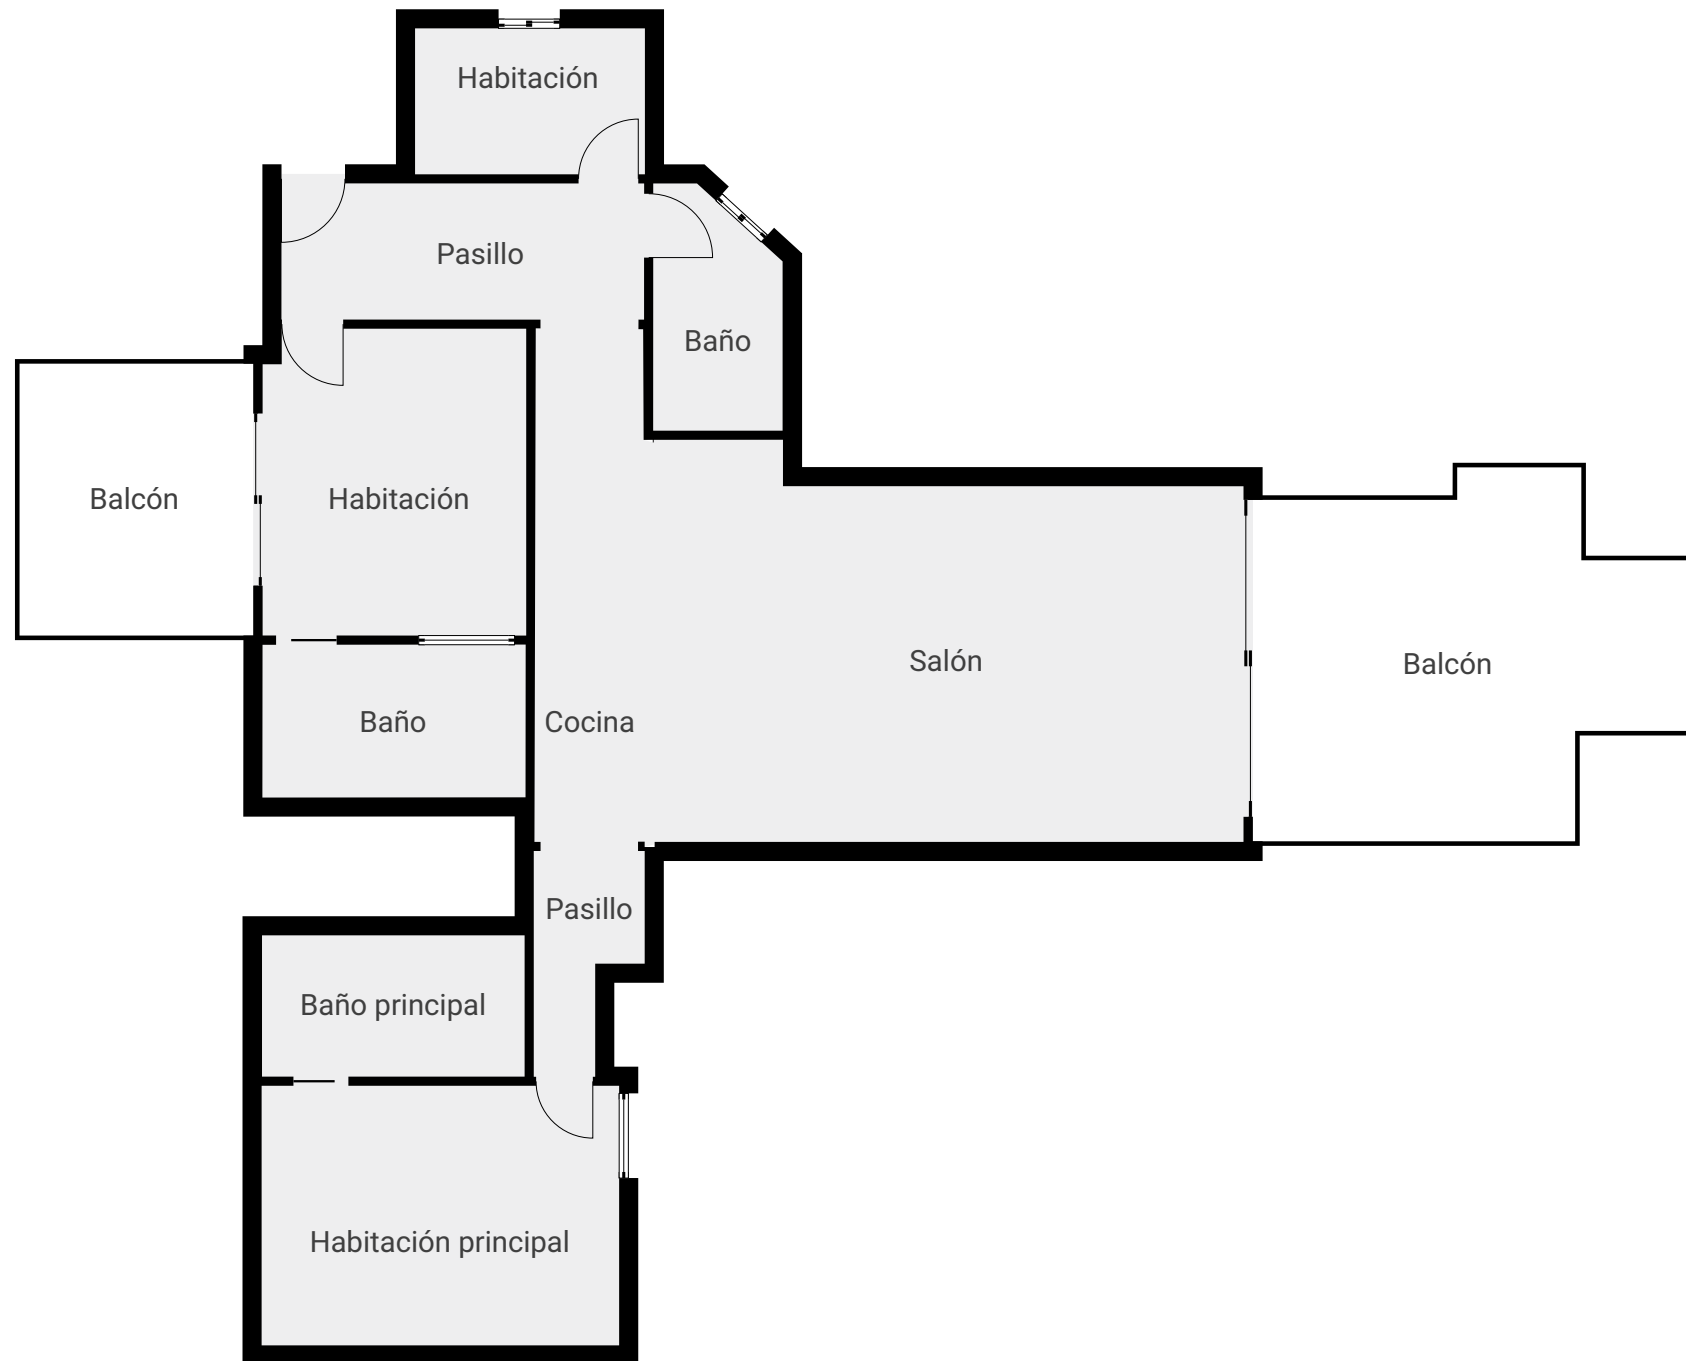 Habitación
Pasillo
Baño
Balcón
Habitación
Salón
Balcón
Baño
Cocina
Pasillo
Baño principal
Habitación principal